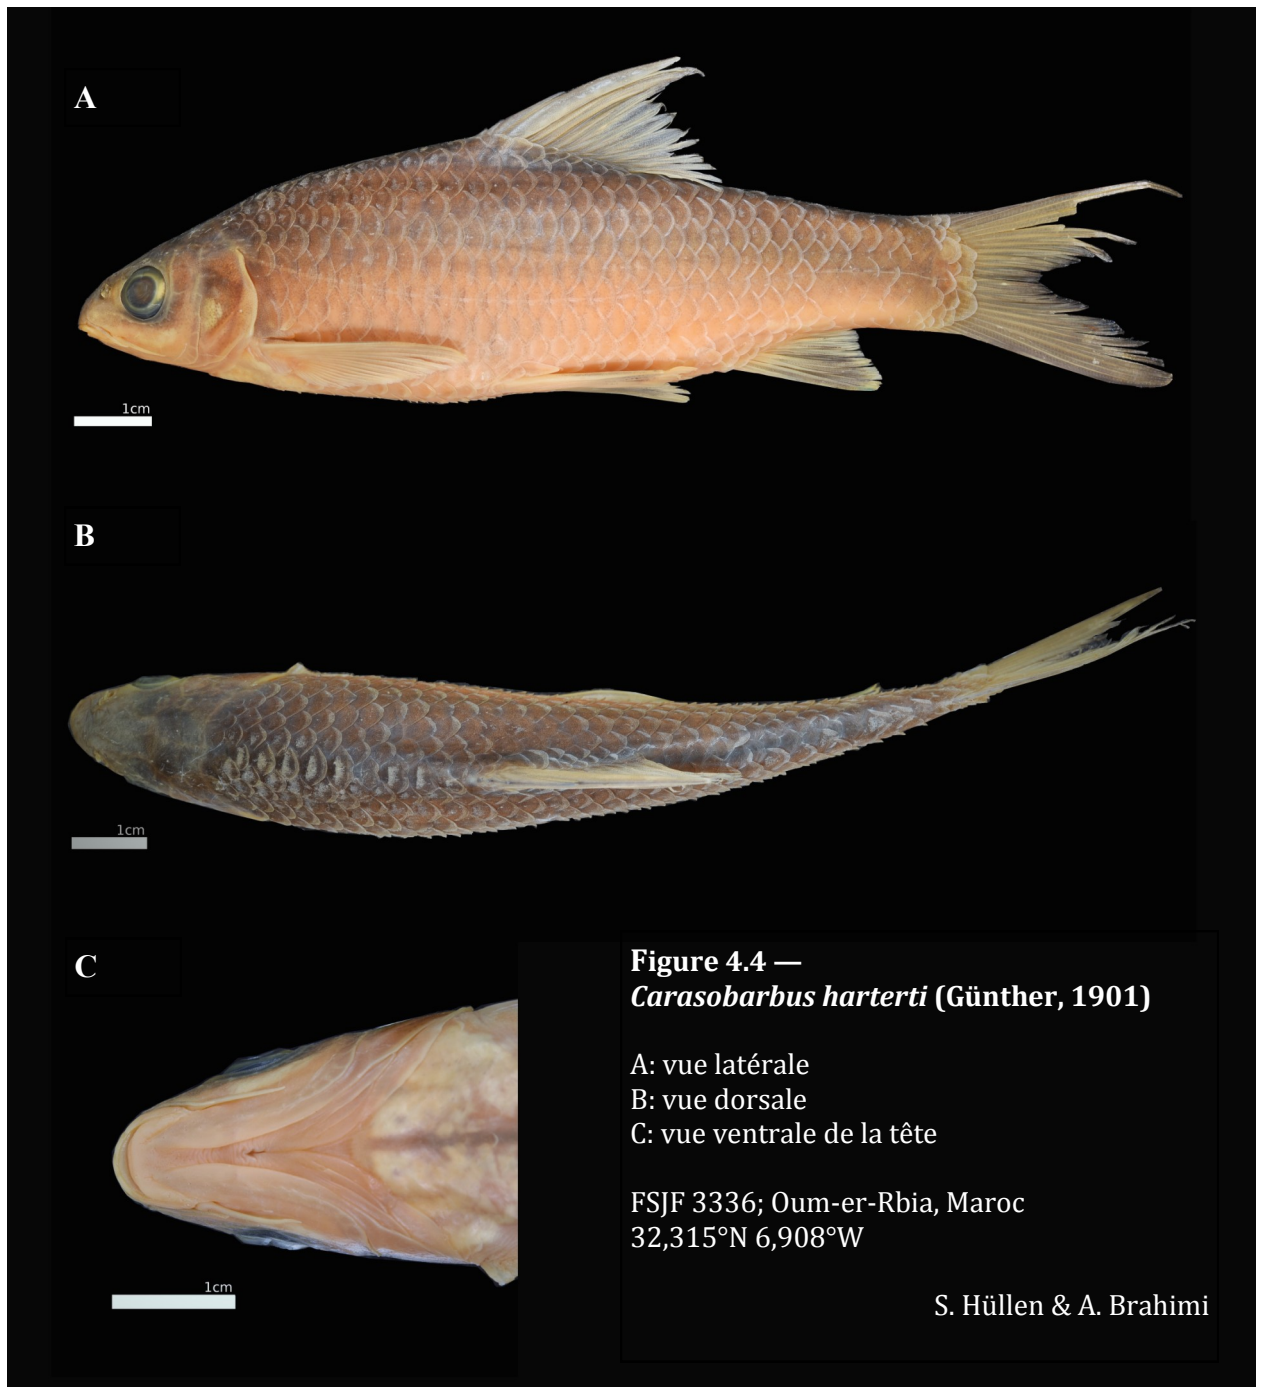 A
1cm
B
1cm
C
1cm
Figure 4.4 —
Carasobarbus harterti (Günther, 1901)
A: vue latérale
B: vue dorsale
C: vue ventrale de la tête
FSJF 3336; Oum-er-Rbia, Maroc
32,315°N 6,908°W
S. Hüllen & A. Brahimi